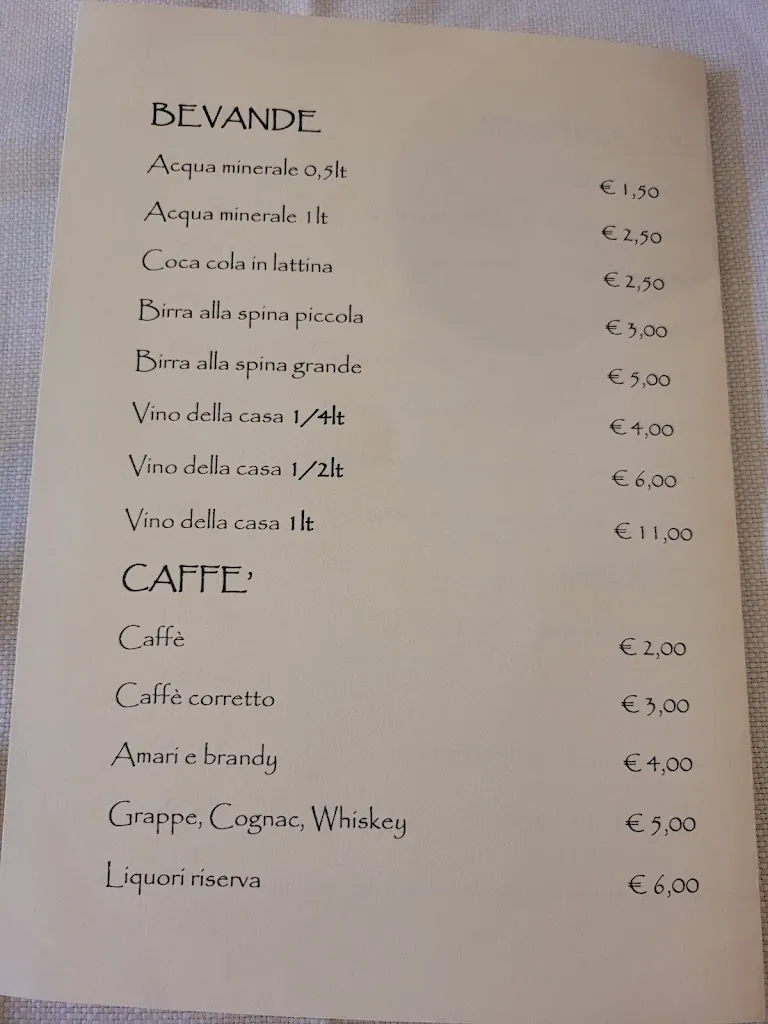 BEVANDE
Acqua minerale 0,5lt € 1,50
Acqua minerale 1lt € 2,50
Coca cola in lattina € 2,50
Birra alla spina piccola € 3,00
Birra alla spina grande € 5,00
Vino della casa 1/4lt € 4,00
Vino della casa 1/2lt € 6,00
Vino della casa 1lt € 11,00
CAFFE’
Caffè € 2,00
Caffè corretto € 3,00
Amari e brandy € 4,00
Grappe, Cognac, Whiskey € 5,00
Liquori riserva € 6,00